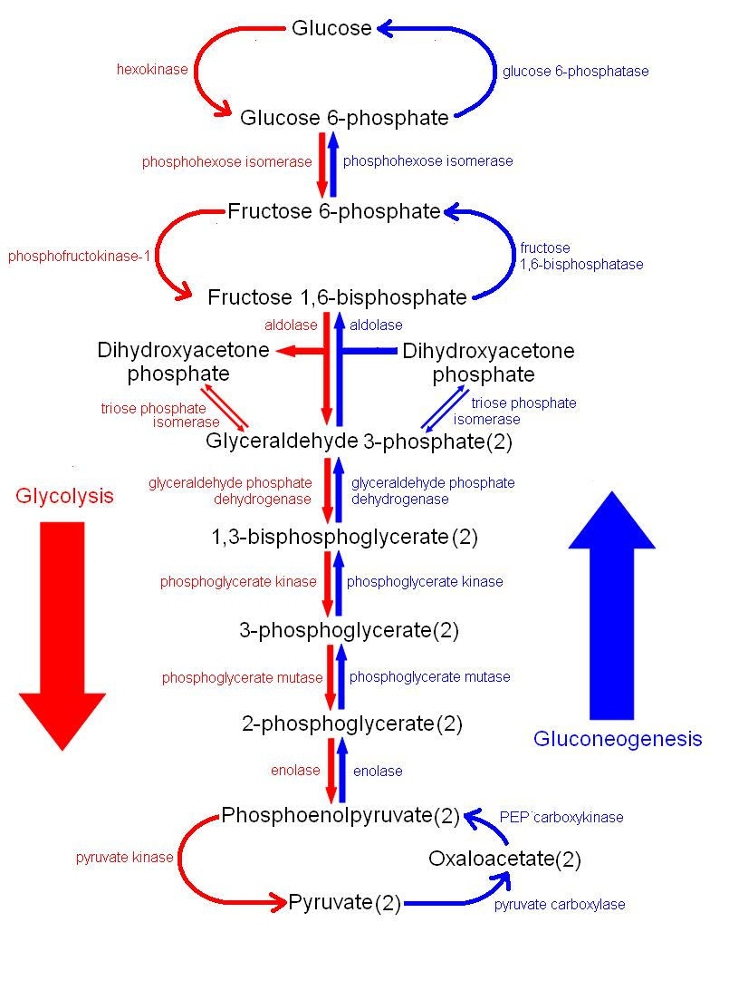 Glucose
hexokinase
glucose 6-phosphatase
Glucose 6-phosphate
phosphohexose isomerase
phosphohexose isomerase
Fructose 6-phosphate
phosphofructokinase-1
fructose
1,6-bisphosphatase
Fructose 1,6-bisphosphate
aldolase
aldolase
Dihydroxyacetone
phosphate
Dihydroxyacetone
phosphate
triose phosphate
isomerase
triose phosphate
isomerase
Glyceraldehyde 3-phosphate(2)
glyceraldehyde phosphate
dehydrogenase
glyceraldehyde phosphate
dehydrogenase
Glycolysis
1,3-bisphosphoglycerate (2)
phosphoglycerate kinase
phosphoglycerate kinase
3-phosphoglycerate(2)
phosphoglycerate mutase
phosphoglycerate mutase
2-phosphoglycerate(2)
Gluconeogenesis
enolase
enolase
Phosphoenolpyruvate(2)
PEP carboxykinase
pyruvate kinase
Oxaloacetate(2)
Pyruvate(2)
pyruvate carboxylase